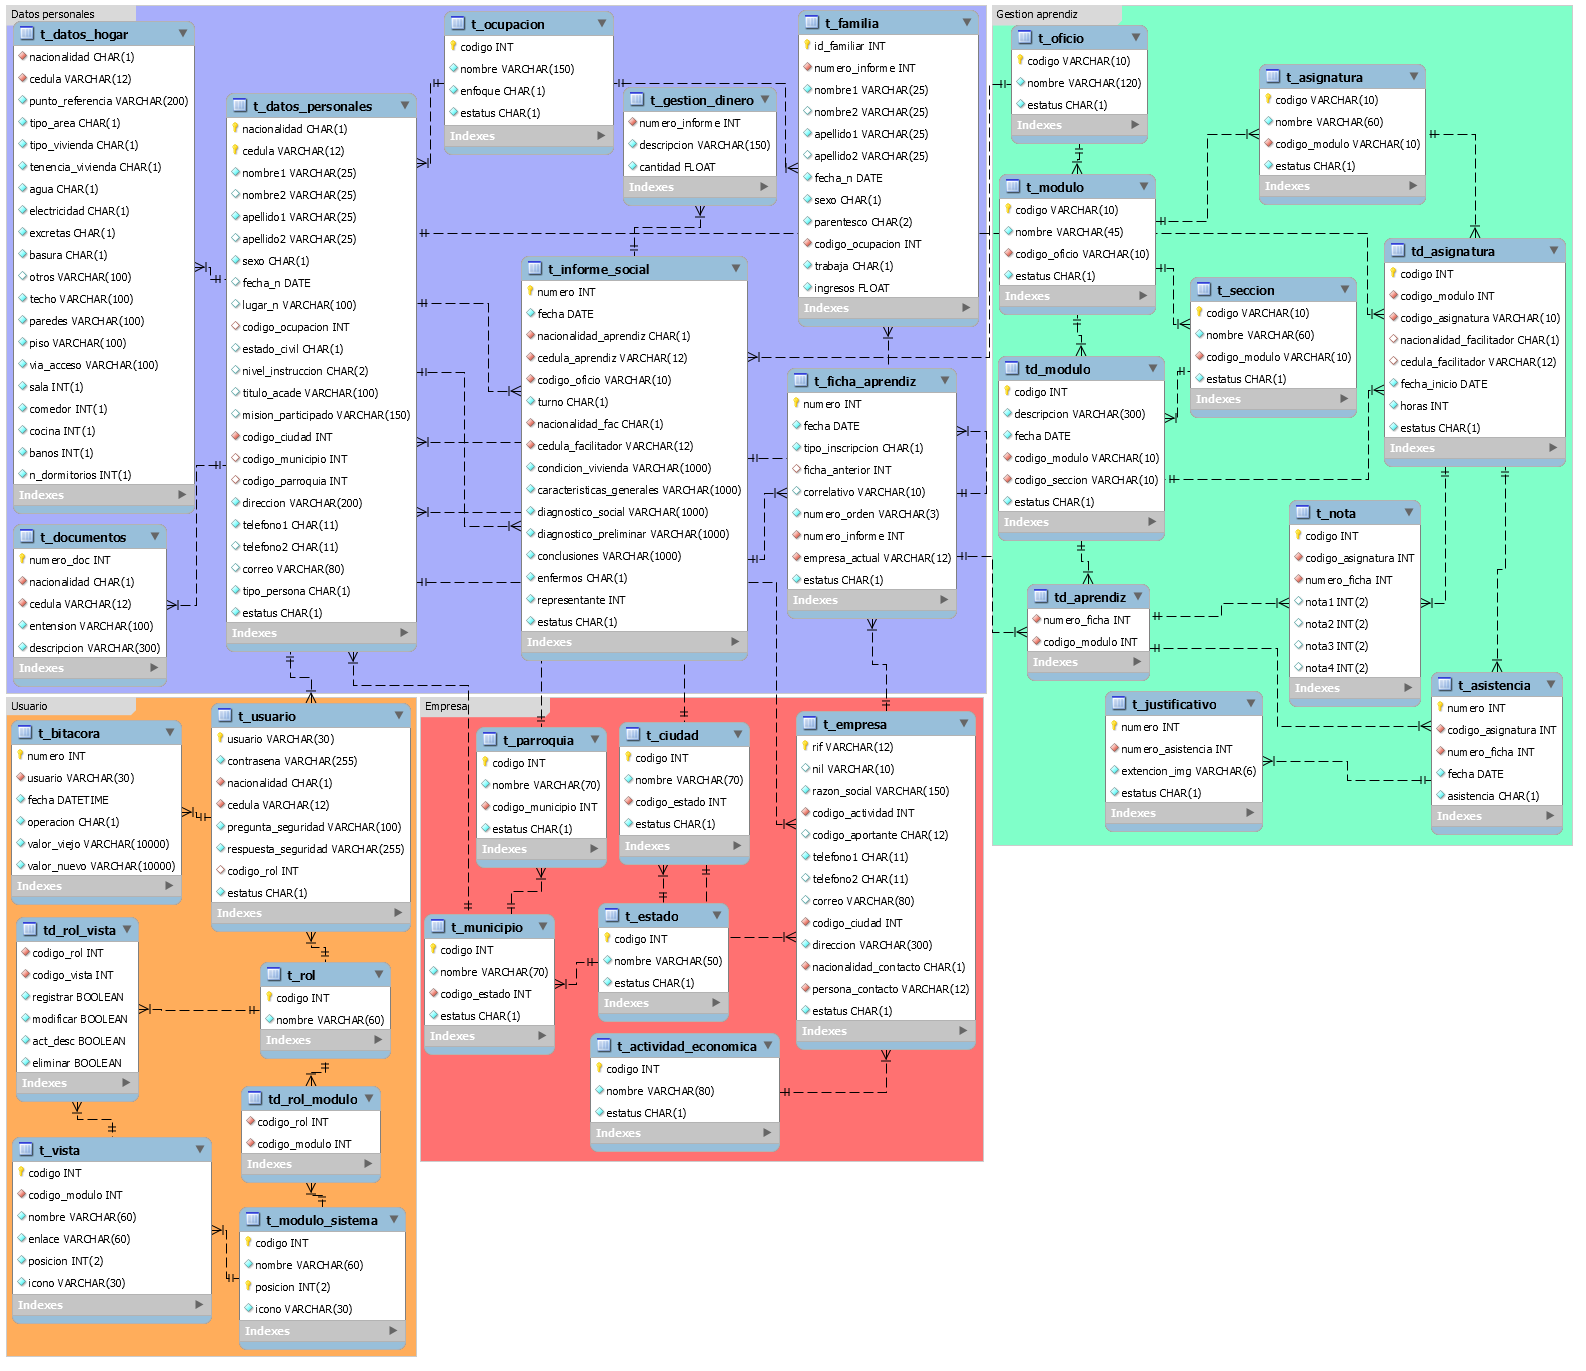 Datos personales
t_datos_hogar
nacionalidad CHAR(1)
cedula VARCHAR(12)
punto_referencia VARCHAR(200)
tipo_area CHAR(1)
tipo_vivienda CHAR(1)
tenencia_vivienda CHAR(1)
agua CHAR(1)
electricidad CHAR(1)
excretas CHAR(1)
basura CHAR(1)
otros VARCHAR(100)
techo VARCHAR(100)
paredes VARCHAR(100)
piso VARCHAR(100)
via_acceso VARCHAR(100)
sala INT(1)
comedor INT(1)
cocina INT(1)
banos INT(1)
n_dormitorios INT(1)
Indexes
t_documentos
numero_doc INT
nacionalidad CHAR(1)
cedula VARCHAR(12)
entension VARCHAR(100)
descripcion VARCHAR(300)
Indexes
t_datos_personales
nacionalidad CHAR(1)
cedula VARCHAR(12)
nombre1 VARCHAR(25)
nombre2 VARCHAR(25)
apellido1 VARCHAR(25)
apellido2 VARCHAR(25)
sexo CHAR(1)
fecha_n DATE
lugar_n VARCHAR(100)
codigo_ocupacion INT
estado_civil CHAR(1)
nivel_instruccion CHAR(2)
titulo_acade VARCHAR(100)
mision_participado VARCHAR(150)
codigo_ciudad INT
codigo_municipio INT
codigo_parroquia INT
direccion VARCHAR(200)
telefono1 CHAR(11)
telefono2 CHAR(11)
correo VARCHAR(80)
tipo_persona CHAR(1)
estatus CHAR(1)
Indexes
t_ocupacion
codigo INT
nombre VARCHAR(150)
enfoque CHAR(1)
estatus CHAR(1)
Indexes
t_gestion_dinero
numero_informe INT
descripcion VARCHAR(150)
cantidad FLOAT
Indexes
t_informe_social
numero INT
fecha DATE
nacionalidad_aprendiz CHAR(1)
cedula_aprendiz VARCHAR(12)
codigo_oficio VARCHAR(10)
turno CHAR(1)
nacionalidad_fac CHAR(1)
cedula_facilitador VARCHAR(12)
condicion_vivienda VARCHAR(1000)
caracteristicas_generales VARCHAR(1000)
diagnostico_social VARCHAR(1000)
diagnostico_preliminar VARCHAR(1000)
conclusiones VARCHAR(1000)
enfermos CHAR(1)
representante INT
estatus CHAR(1)
Indexes
t_familia
id_familiar INT
numero_informe INT
nombre1 VARCHAR(25)
nombre2 VARCHAR(25)
apellido1 VARCHAR(25)
apellido2 VARCHAR(25)
fecha_n DATE
sexo CHAR(1)
parentesco CHAR(2)
codigo_ocupacion INT
trabaja CHAR(1)
ingresos FLOAT
Indexes
t_ficha_aprendiz
numero INT
fecha DATE
tipo_inscripcion CHAR(1)
ficha_anterior INT
correlativo VARCHAR(10)
numero_orden VARCHAR(3)
numero_informe INT
empresa_actual VARCHAR(12)
estatus CHAR(1)
Indexes
Gestion aprendiz
t_oficio
codigo VARCHAR(10)
nombre VARCHAR(120)
estatus CHAR(1)
Indexes
t_modulo
codigo VARCHAR(10)
nombre VARCHAR(45)
codigo_oficio VARCHAR(10)
estatus CHAR(1)
Indexes
td_modulo
codigo INT
descripcion VARCHAR(300)
fecha DATE
codigo_modulo VARCHAR(10)
codigo_seccion VARCHAR(10)
estatus CHAR(1)
Indexes
td_aprendiz
numero_ficha INT
codigo_modulo INT
Indexes
t_asignatura
codigo VARCHAR(10)
nombre VARCHAR(60)
codigo_modulo VARCHAR(10)
estatus CHAR(1)
Indexes
t_seccion
codigo VARCHAR(10)
nombre VARCHAR(60)
codigo_modulo VARCHAR(10)
estatus CHAR(1)
Indexes
td_asignatura
codigo INT
codigo_modulo INT
codigo_asignatura VARCHAR(10)
nacionalidad_facilitador CHAR(1)
cedula_facilitador VARCHAR(12)
fecha_inicio DATE
horas INT
estatus CHAR(1)
Indexes
t_nota
codigo INT
codigo_asignatura INT
numero_ficha INT
nota1 INT(2)
nota2 INT(2)
nota3 INT(2)
nota4 INT(2)
Indexes
t_justificativo
numero INT
numero_asistencia INT
extencion_img VARCHAR(6)
estatus CHAR(1)
Indexes
t_asistencia
numero INT
codigo_asignatura INT
numero_ficha INT
fecha DATE
asistencia CHAR(1)
Indexes
Usuario
t_bitacora
numero INT
usuario VARCHAR(30)
fecha DATETIME
operacion CHAR(1)
valor_viejo VARCHAR(10000)
valor_nuevo VARCHAR(10000)
Indexes
t_usuario
usuario VARCHAR(30)
contrasena VARCHAR(255)
nacionalidad CHAR(1)
cedula VARCHAR(12)
pregunta_seguridad VARCHAR(100)
respuesta_seguridad VARCHAR(255)
codigo_rol INT
estatus CHAR(1)
Indexes
td_rol_vista
codigo_rol INT
codigo_vista INT
registrar BOOLEAN
modificar BOOLEAN
act_desc BOOLEAN
eliminar BOOLEAN
Indexes
t_rol
codigo INT
nombre VARCHAR(60)
Indexes
td_rol_modulo
codigo_rol INT
codigo_modulo INT
Indexes
t_vista
codigo INT
codigo_modulo INT
nombre VARCHAR(60)
enlace VARCHAR(60)
posicion INT(2)
icono VARCHAR(30)
Indexes
t_modulo_sistema
codigo INT
nombre VARCHAR(60)
posicion INT(2)
icono VARCHAR(30)
Indexes
Empresa
t_parroquia
codigo INT
nombre VARCHAR(70)
codigo_municipio INT
estatus CHAR(1)
Indexes
t_ciudad
codigo INT
nombre VARCHAR(70)
codigo_estado INT
estatus CHAR(1)
Indexes
t_municipio
codigo INT
nombre VARCHAR(70)
codigo_estado INT
estatus CHAR(1)
Indexes
t_estado
codigo INT
nombre VARCHAR(50)
estatus CHAR(1)
Indexes
t_actividad_economica
codigo INT
nombre VARCHAR(80)
estatus CHAR(1)
Indexes
t_empresa
rif VARCHAR(12)
nil VARCHAR(10)
razon_social VARCHAR(150)
codigo_actividad INT
codigo_aportante CHAR(12)
telefono1 CHAR(11)
telefono2 CHAR(11)
correo VARCHAR(80)
codigo_ciudad INT
direccion VARCHAR(300)
nacionalidad_contacto CHAR(1)
persona_contacto VARCHAR(12)
estatus CHAR(1)
Indexes